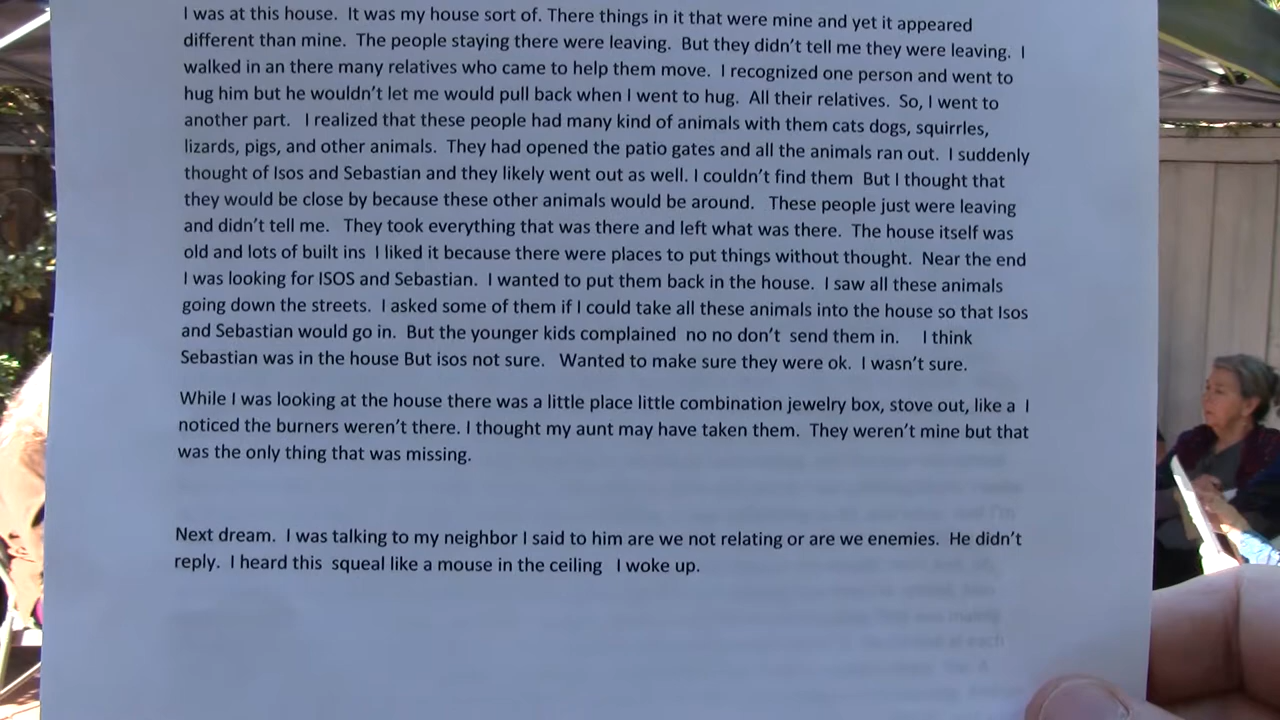 I was at this house.  It was my house sort of. There things in it that were mine and yet it appeared
different than mine.  The people staying there were leaving.  But they didn't tell me they were leaving.  I
walked in an there many relatives who came to help them move.  I recognized one person and went to
hug him but he wouldn't let me would pull back when I went to hug.  All their relatives.  So, I went to
another part.   I realized that these people had many kind of animals with them cats dogs, squirrles,
lizards, pigs, and other animals.  They had opened the patio gates and all the animals ran out.  I suddenly
thought of Isos and Sebastian and they likely went out as well. I couldn't find them  But I thought that
they would be close by because these other animals would be around.   These people just were leaving
and didn't tell me.   They took everything that was there and left what was there.  The house itself was
old and lots of built ins  I liked it because there were places to put things without thought.  Near the end
I was looking for ISOS and Sebastian.  I wanted to put them back in the house.  I saw all these animals
going down the streets.  I asked some of them if I could take all these animals into the house so that Isos
and Sebastian would go in.  But the younger kids complained  no no don't  send them in.     I think
Sebastian was in the house But isos not sure.   Wanted to make sure they were ok.  I wasn't sure.
While I was looking at the house there was a little place little combination jewelry box, stove out, like a  I
noticed the burners weren't there. I thought my aunt may have taken them.  They weren't mine but that
was the only thing that was missing.
Next dream.  I was talking to my neighbor I said to him are we not relating or are we enemies.  He didn't
reply.  I heard this  squeal like a mouse in the ceiling   I woke up.